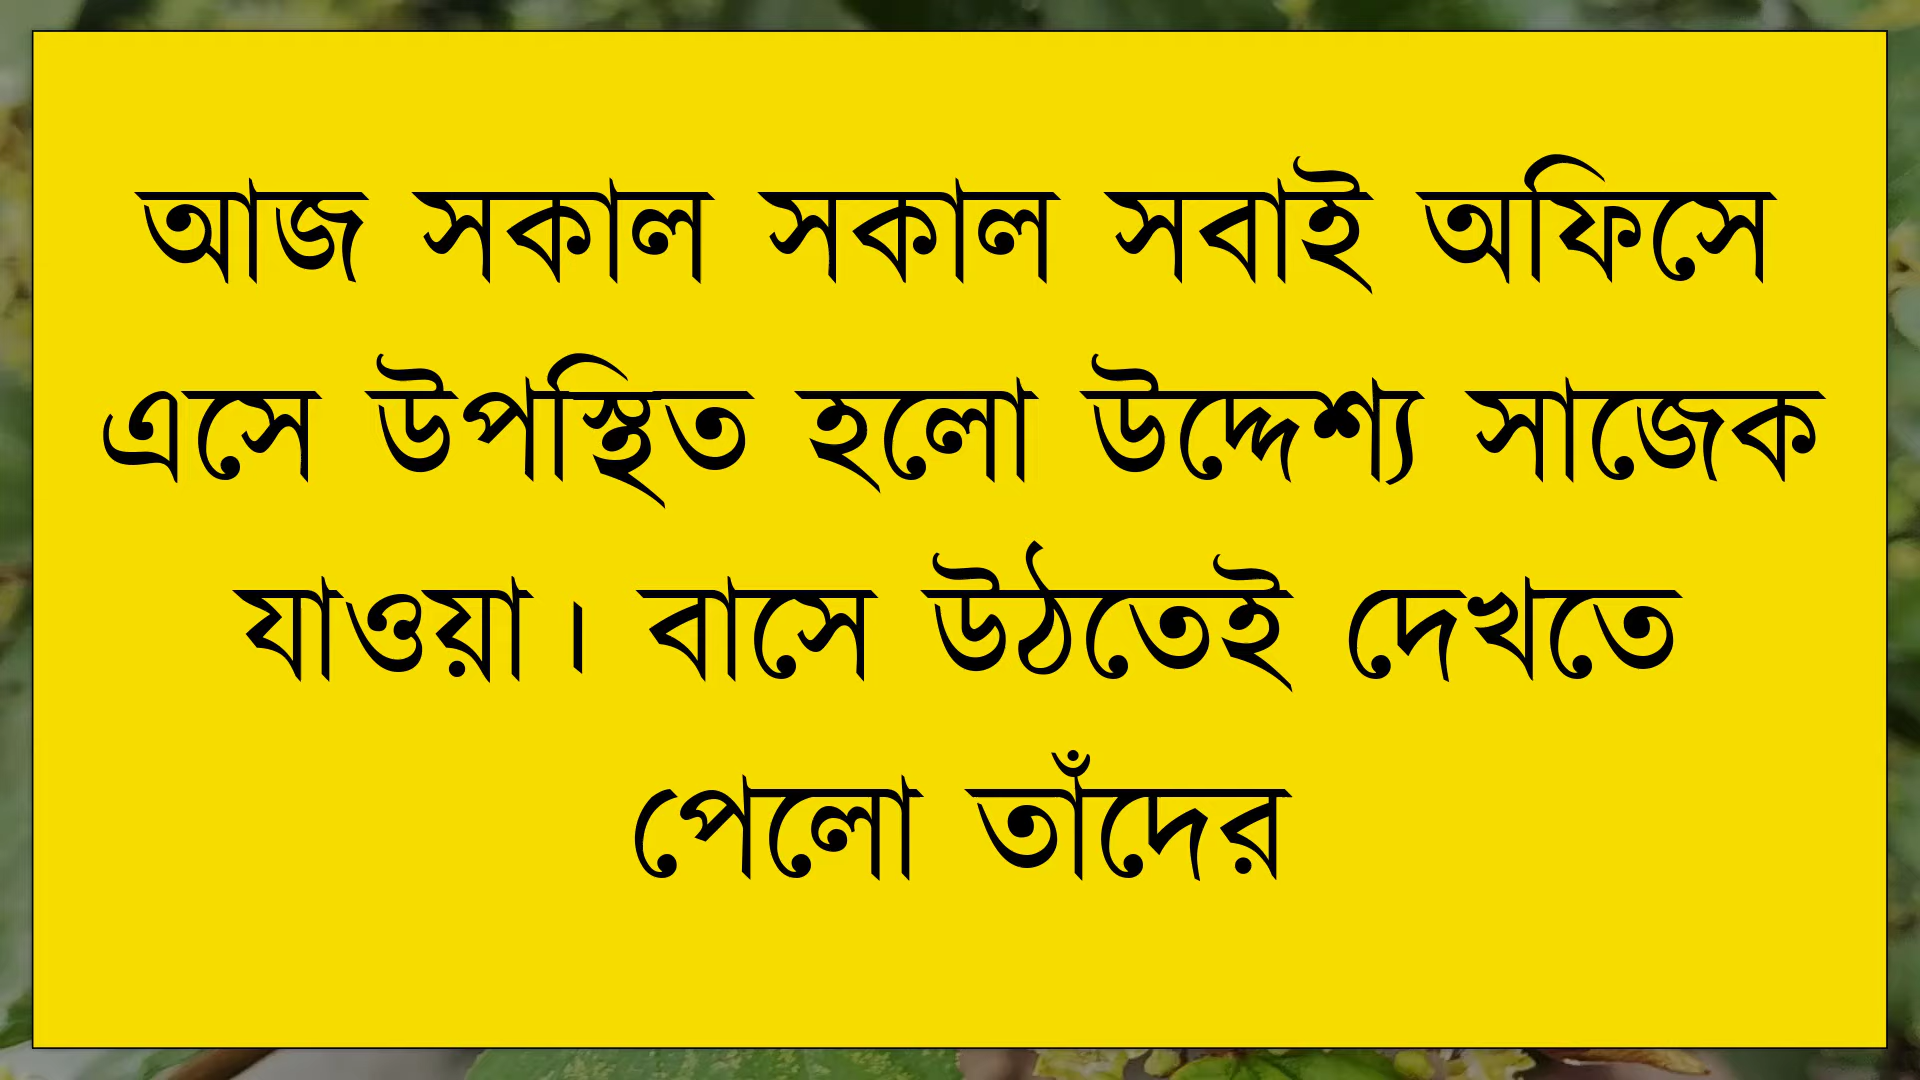 আজ সকাল সকাল সবাই অফিসে
এসে উপস্থিত হলো উদ্দেশ্য সাজেক
যাওয়া। বাসে উঠতেই দেখতে
পেলো তাঁদের